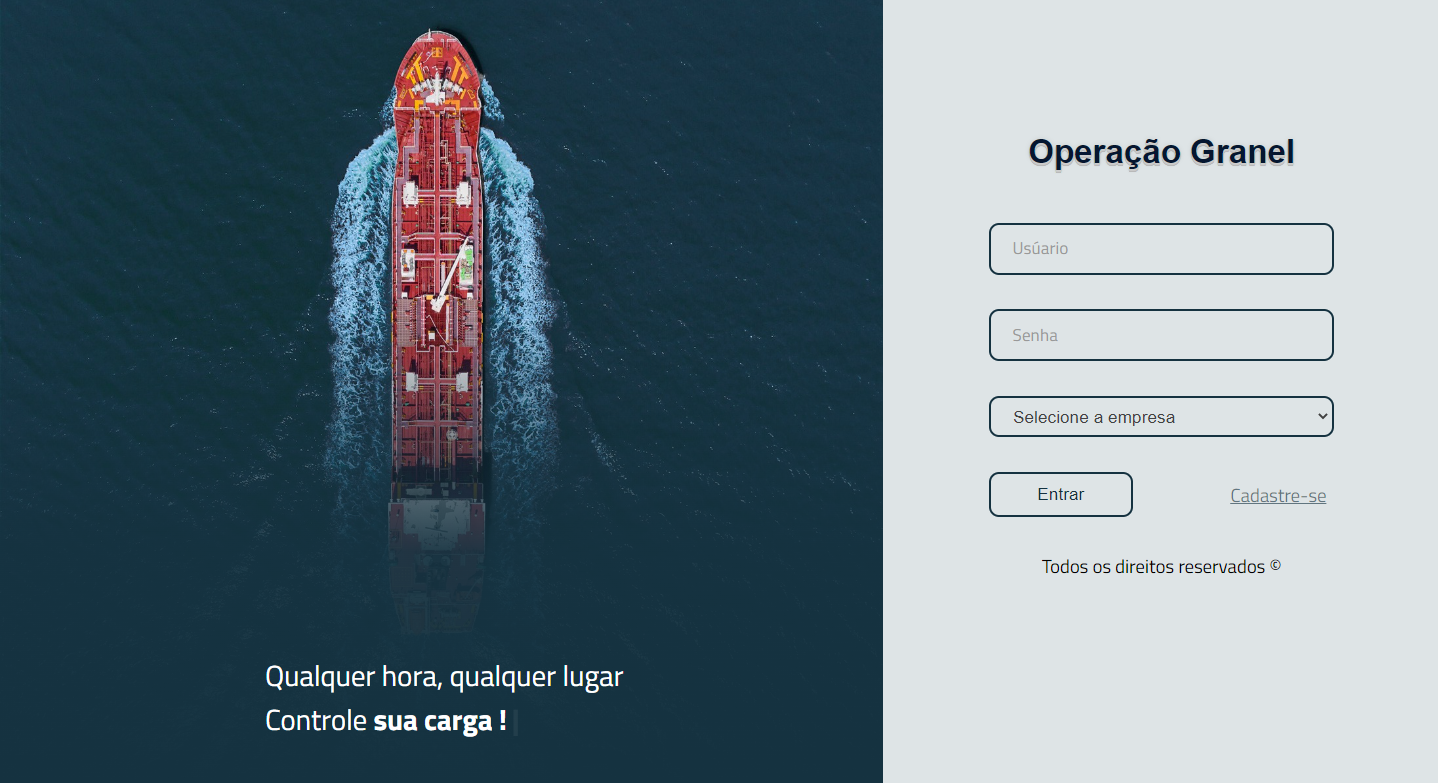 Operação Granel
Usúario
Senha
Selecione a empresa
Entrar
Cadastre-se
Todos os direitos reservados ©
Qualquer hora, qualquer lugar
Controle sua carga !